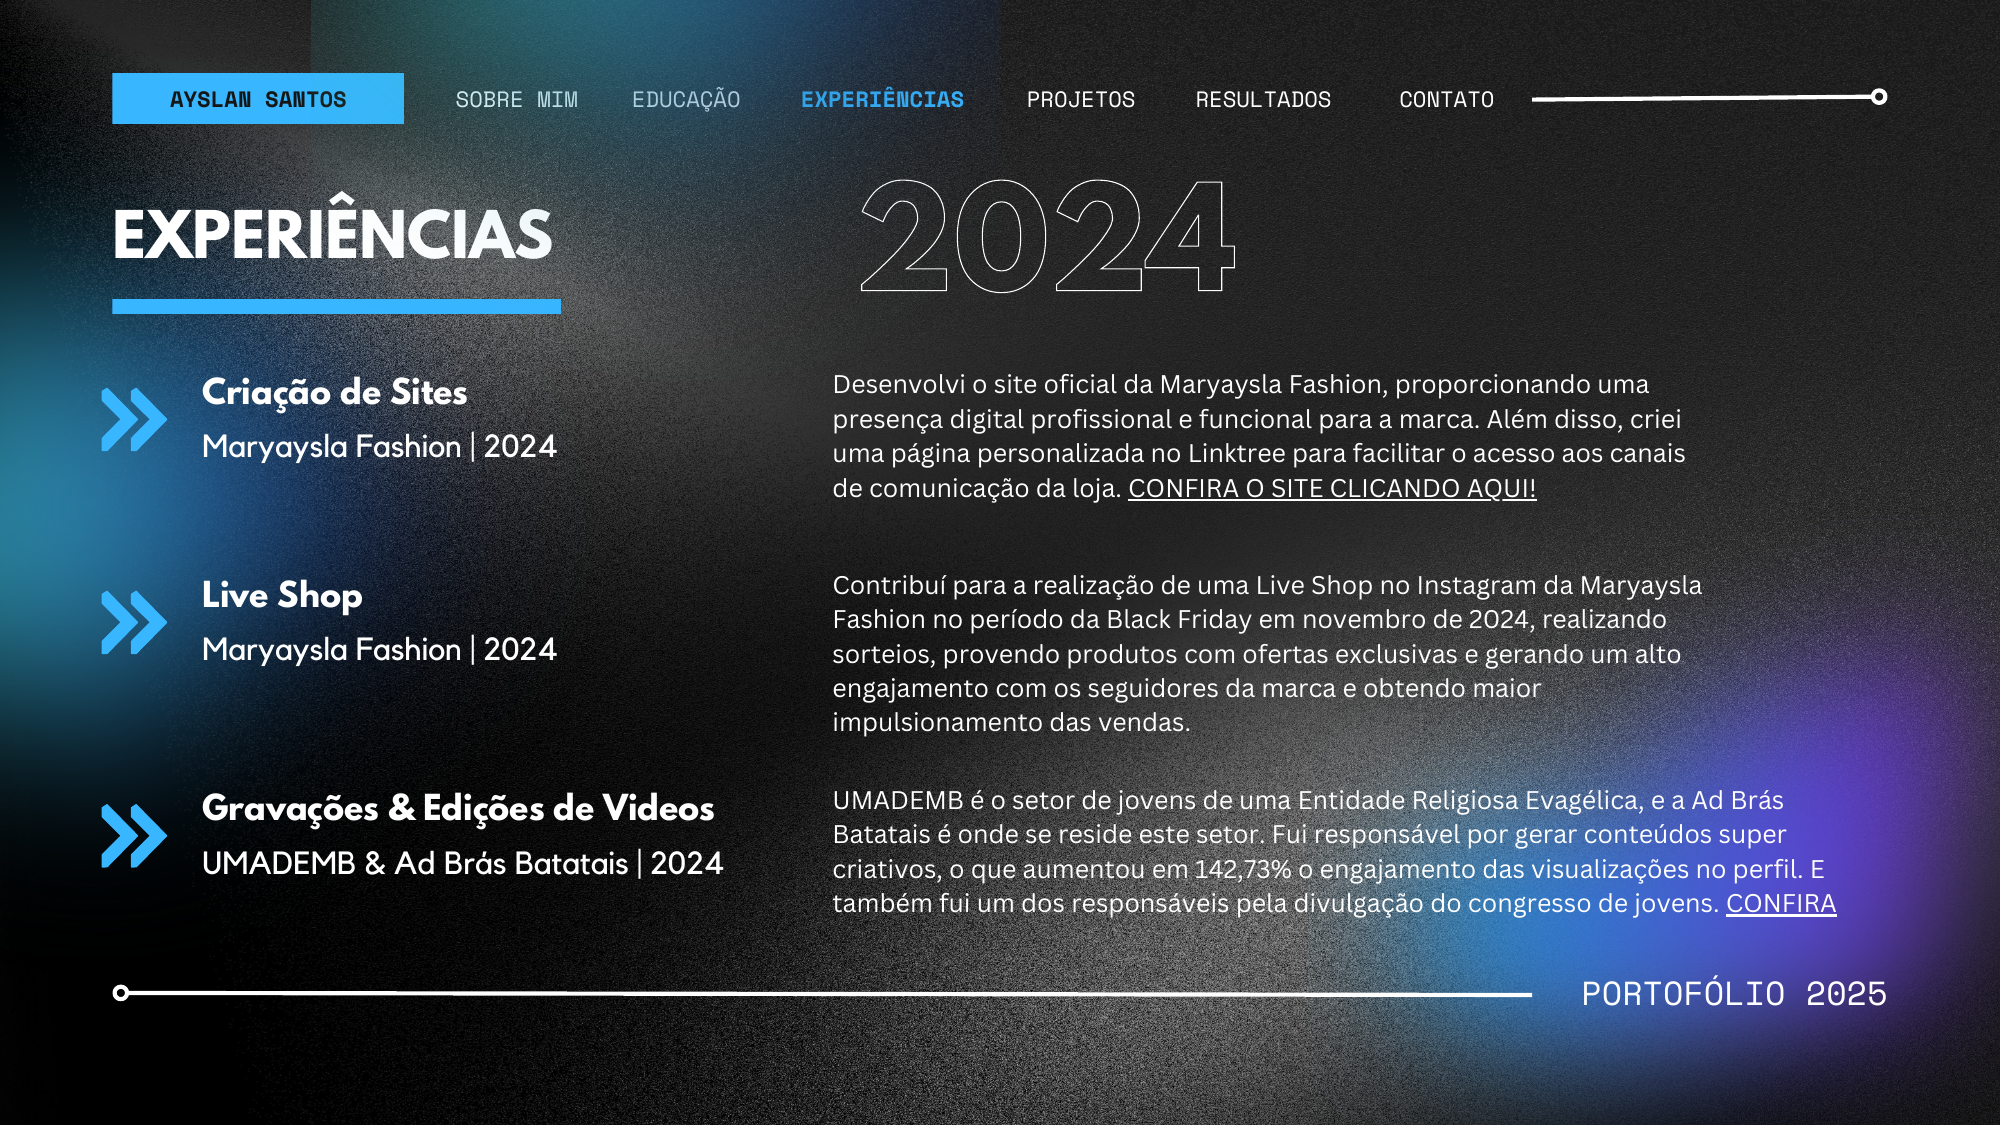 AYSLAN SANTOS
SOBRE MIM
EDUCAÇÃO
EXPERIÊNCIAS
PROJETOS
RESULTADOS
CONTATO
EXPERIÊNCIAS
2024
Criação de Sites
Maryaysla Fashion | 2024
Desenvolvi o site oficial da Maryaysla Fashion, proporcionando uma
presença digital profissional e funcional para a marca. Além disso, criei
uma página personalizada no Linktree para facilitar o acesso aos canais
de comunicação da loja. CONFIRA O SITE CLICANDO AQUI!
Live Shop
Maryaysla Fashion | 2024
Contribuí para a realização de uma Live Shop no Instagram da Maryaysla
Fashion no período da Black Friday em novembro de 2024, realizando
sorteios, provendo produtos com ofertas exclusivas e gerando um alto
engajamento com os seguidores da marca e obtendo maior
impulsionamento das vendas.
Gravações & Edições de Videos
UMADEMB & Ad Brás Batatais | 2024
UMADEMB é o setor de jovens de uma Entidade Religiosa Evagélica, e a Ad Brás
Batatais é onde se reside este setor. Fui responsável por gerar conteúdos super
criativos, o que aumentou em 142,73% o engajamento das visualizações no perfil. E
também fui um dos responsáveis pela divulgação do congresso de jovens. CONFIRA
PORTOFÓLIO 2025